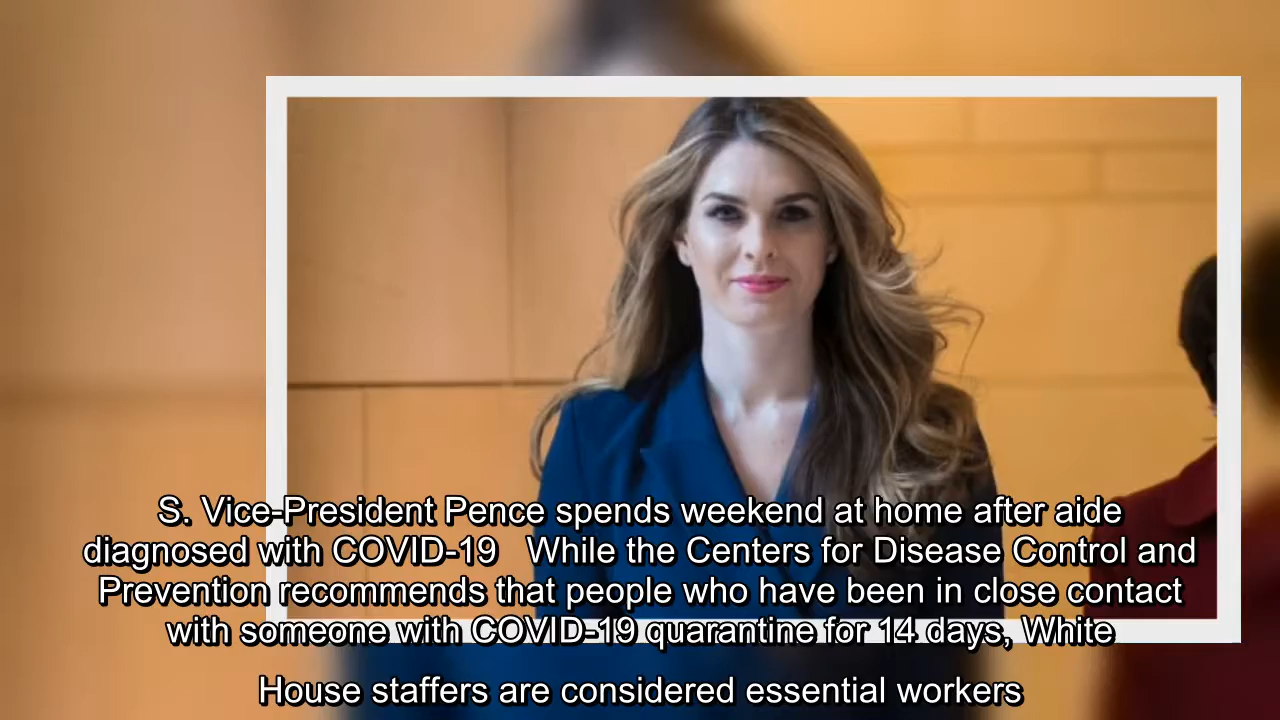 S. Vice-President Pence spends weekend at home after aide
diagnosed with COVID-19   While the Centers for Disease Control and
Prevention recommends that people who have been in close contact
with someone with COVID-19 quarantine for 14 days, White
House staffers are considered essential workers